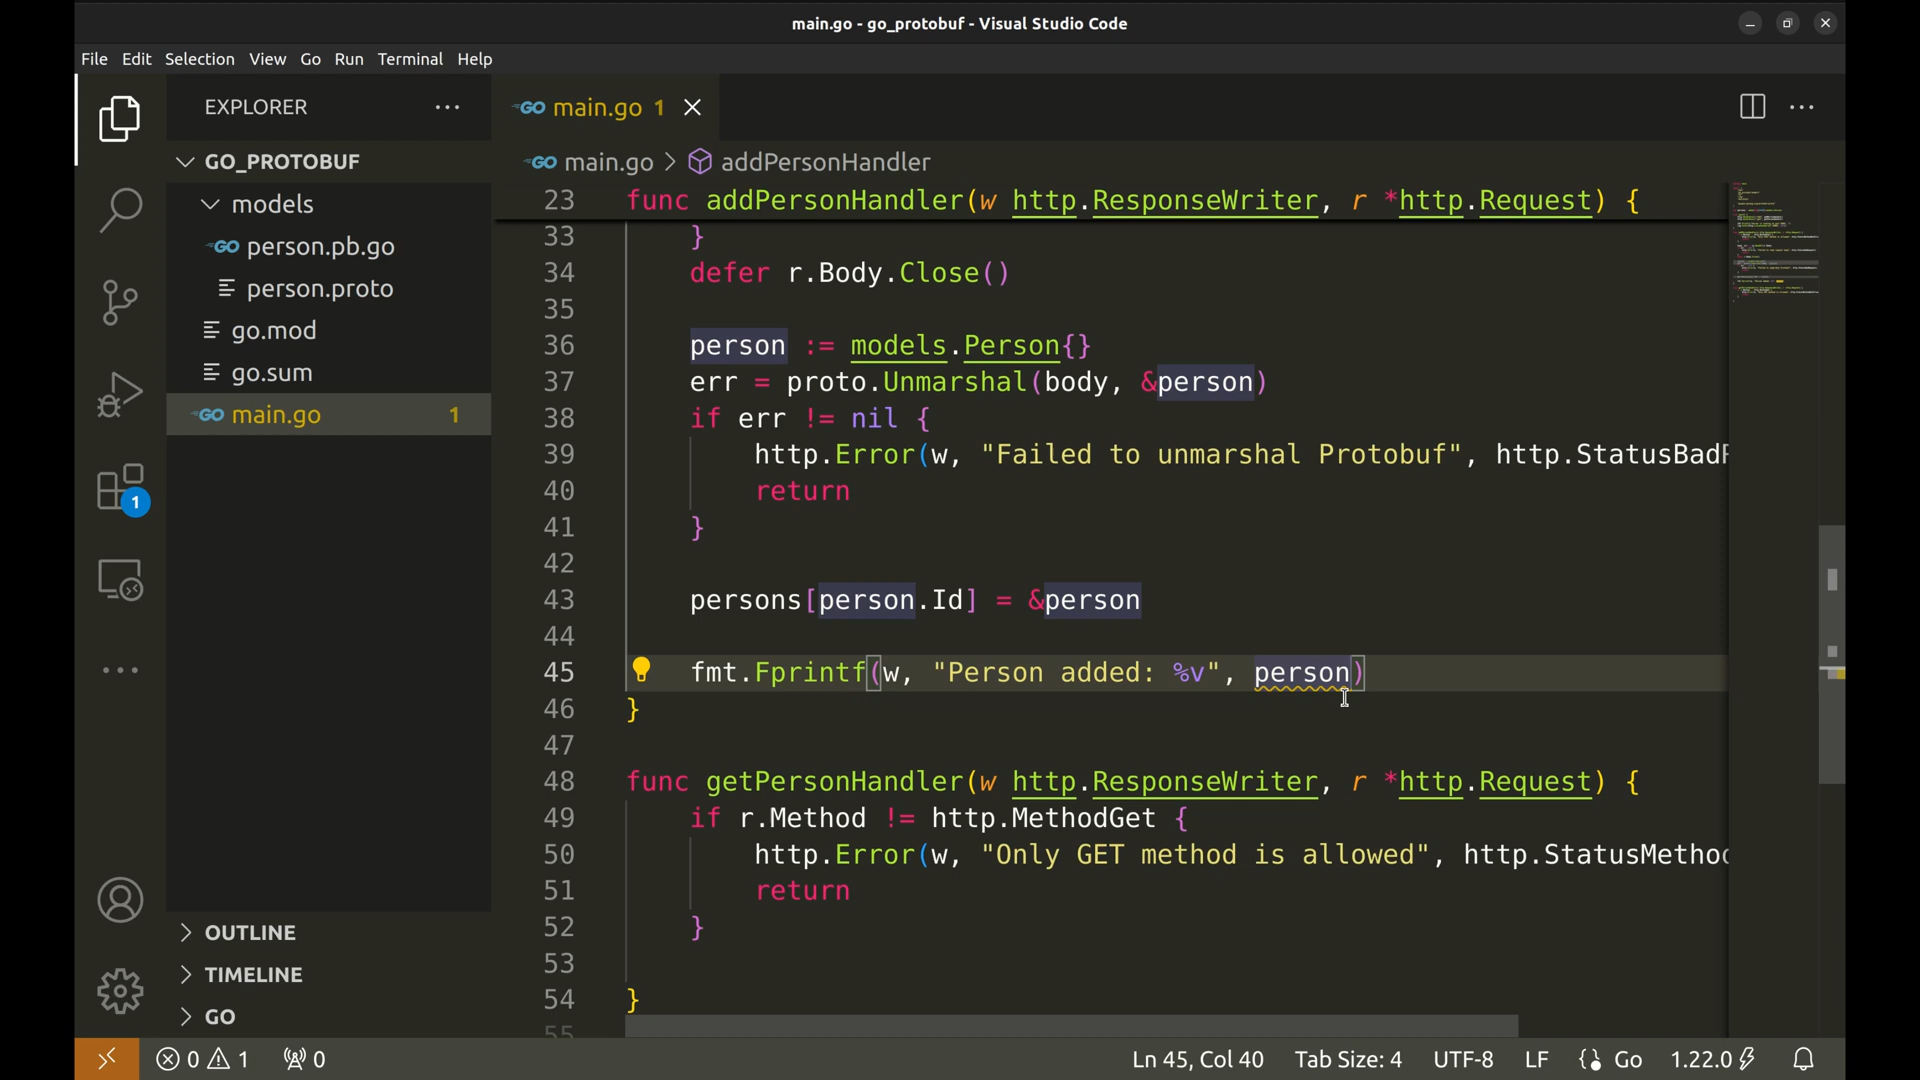 main.go - go_protobuf - Visual Studio Code
File Edit Selection View Go Run Terminal Help
EXPLORER
GO main.go 1
GO_PROTOBUF
GO main.go > addPersonHandler
models
GO person.pb.go
person.proto
go.mod
go.sum
GO main.go 1
1
23 func addPersonHandler(w http.ResponseWriter, r *http.Request) {
33 }
34 defer r.Body.Close()
35
36 person := models.Person{}
37 err = proto.Unmarshal(body, &person)
38 if err != nil {
39 http.Error(w, "Failed to unmarshal Protobuf", http.StatusBadR
40 return
41 }
42
43 persons[person.Id] = &person
44
45 fmt.Fprintf(w, "Person added: %v", person)
46 }
47
48 func getPersonHandler(w http.ResponseWriter, r *http.Request) {
49 if r.Method != http.MethodGet {
50 http.Error(w, "Only GET method is allowed", http.StatusMethod
51 return
52 }
53
54 }
55
OUTLINE
TIMELINE
GO
0 1 0 Ln 45, Col 40 Tab Size: 4 UTF-8 LF Go 1.22.0